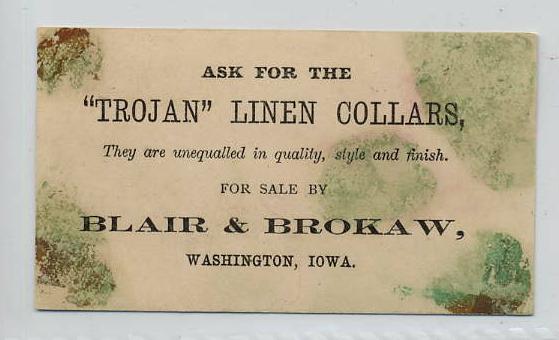 ASK FOR THE
“TROJAN” LINEN COLLARS,
They are unequalled in quality, style and finish.
FOR SALE BY
BLAIR & BROKAW,
WASHINGTON, IOWA.